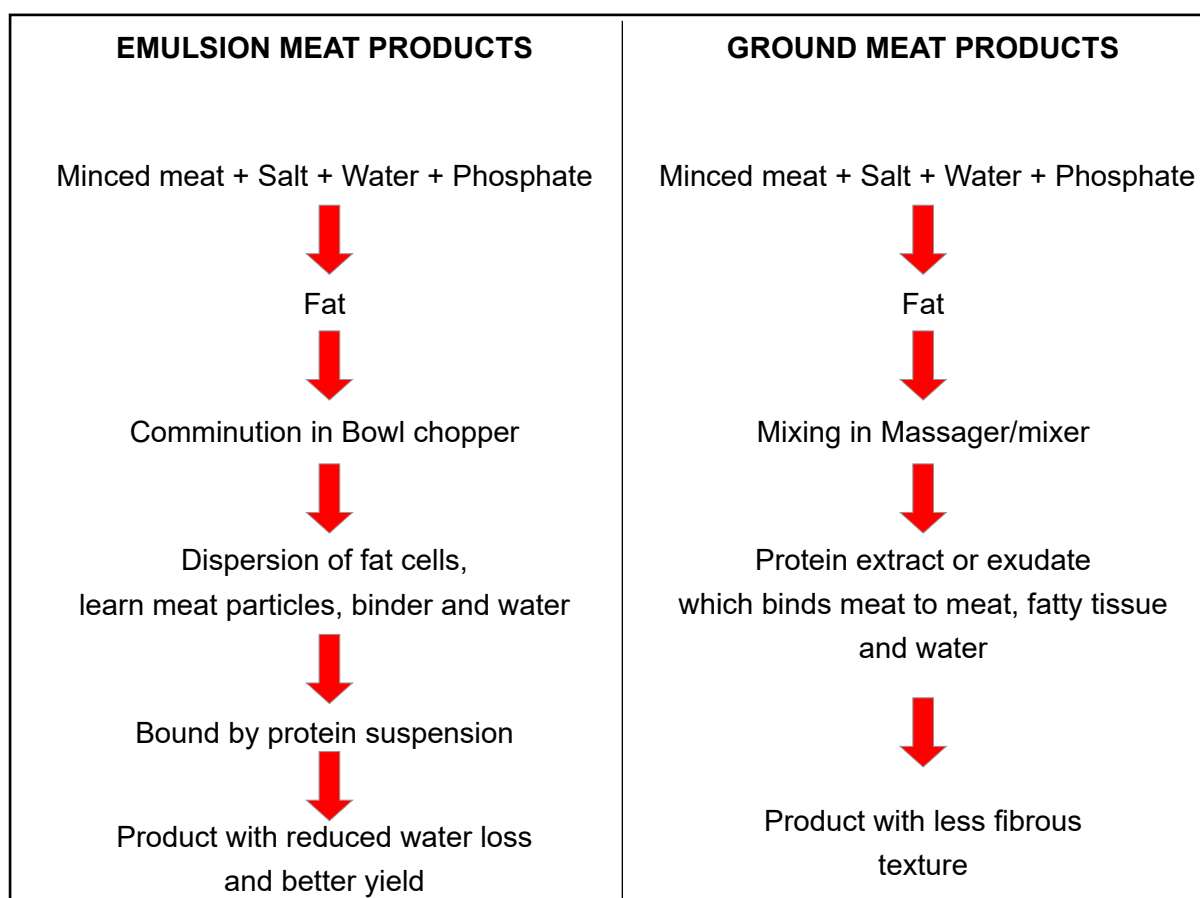 EMULSION MEAT PRODUCTS
Minced meat + Salt + Water + Phosphate
Fat
Comminution in Bowl chopper
Dispersion of fat cells,
learn meat particles, binder and water
Bound by protein suspension
Product with reduced water loss
and better yield
GROUND MEAT PRODUCTS
Minced meat + Salt + Water + Phosphate
Fat
Mixing in Massager/mixer
Protein extract or exudate
which binds meat to meat, fatty tissue
and water
Product with less fibrous
texture